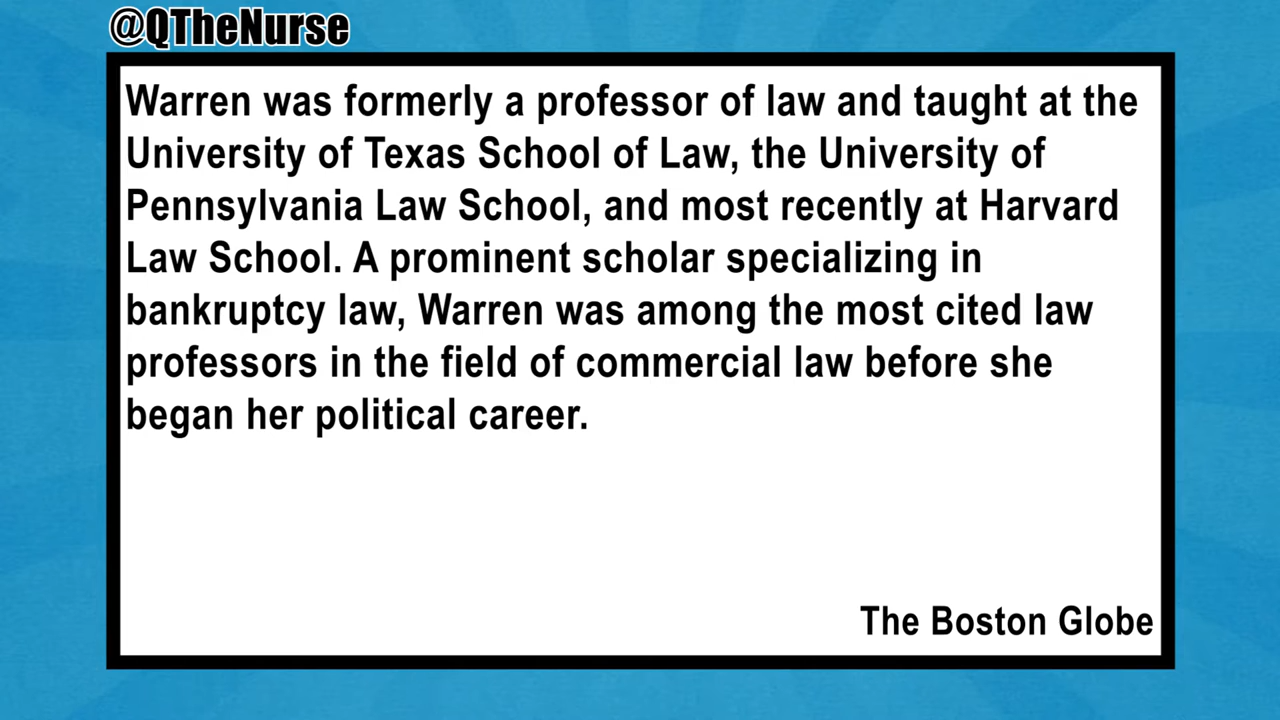 @QTheNurse
Warren was formerly a professor of law and taught at the
University of Texas School of Law, the University of
Pennsylvania Law School, and most recently at Harvard
Law School. A prominent scholar specializing in
bankruptcy law, Warren was among the most cited law
professors in the field of commercial law before she
began her political career.
The Boston Globe